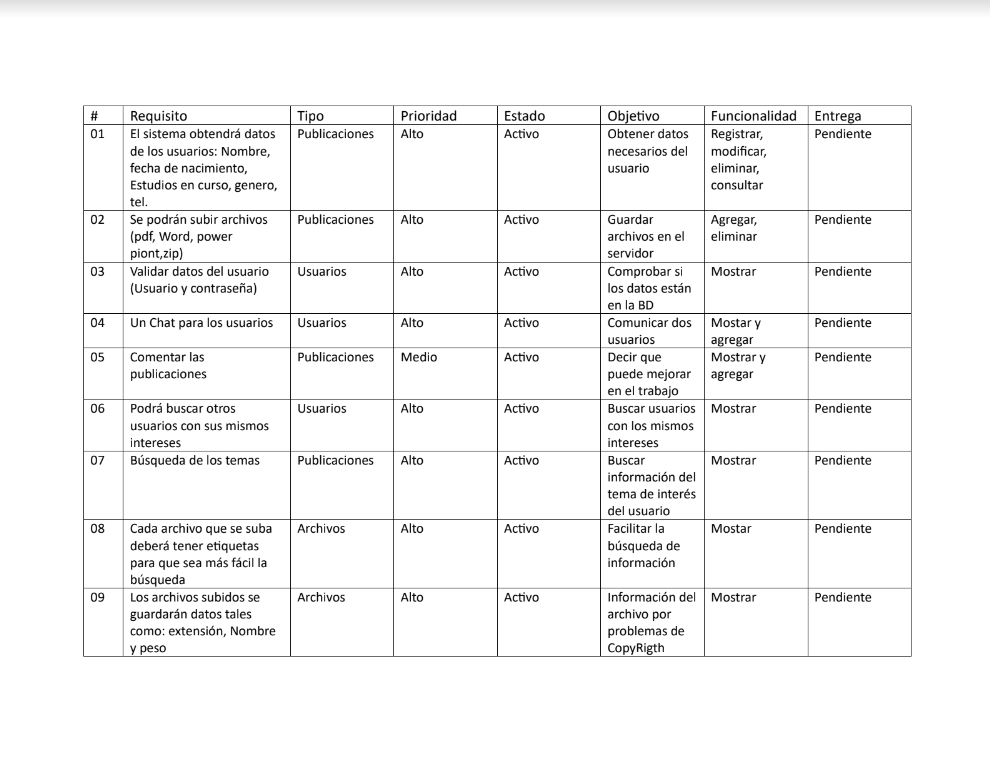 # Requisito Tipo Prioridad Estado Objetivo Funcionalidad Entrega
01 El sistema obtendrá datos Publicaciones Alto Activo Obtener datos Registrar, Pendiente
de los usuarios: Nombre, necesarios del modificar,
fecha de nacimiento, usuario eliminar,
Estudios en curso, genero, consultar
tel.
02 Se podrán subir archivos Publicaciones Alto Activo Guardar Agregar, Pendiente
(pdf, Word, power archivos en el eliminar
piont,zip) servidor
03 Validar datos del usuario Usuarios Alto Activo Comprobar si Mostrar Pendiente
(Usuario y contraseña) los datos están
en la BD
04 Un Chat para los usuarios Usuarios Alto Activo Comunicar dos Mostar y Pendiente
usuarios agregar
05 Comentar las Publicaciones Medio Activo Decir que Mostrar y Pendiente
publicaciones puede mejorar agregar
en el trabajo
06 Podrá buscar otros Usuarios Alto Activo Buscar usuarios Mostrar Pendiente
usuarios con sus mismos con los mismos
intereses intereses
07 Búsqueda de los temas Publicaciones Alto Activo Buscar Mostrar Pendiente
información del
tema de interés
del usuario
08 Cada archivo que se suba Archivos Alto Activo Facilitar la Mostar Pendiente
deberá tener etiquetas búsqueda de
para que sea más fácil la información
búsqueda
09 Los archivos subidos se Archivos Alto Activo Información del Mostrar Pendiente
guardarán datos tales archivo por
como: extensión, Nombre problemas de
y peso CopyRigth